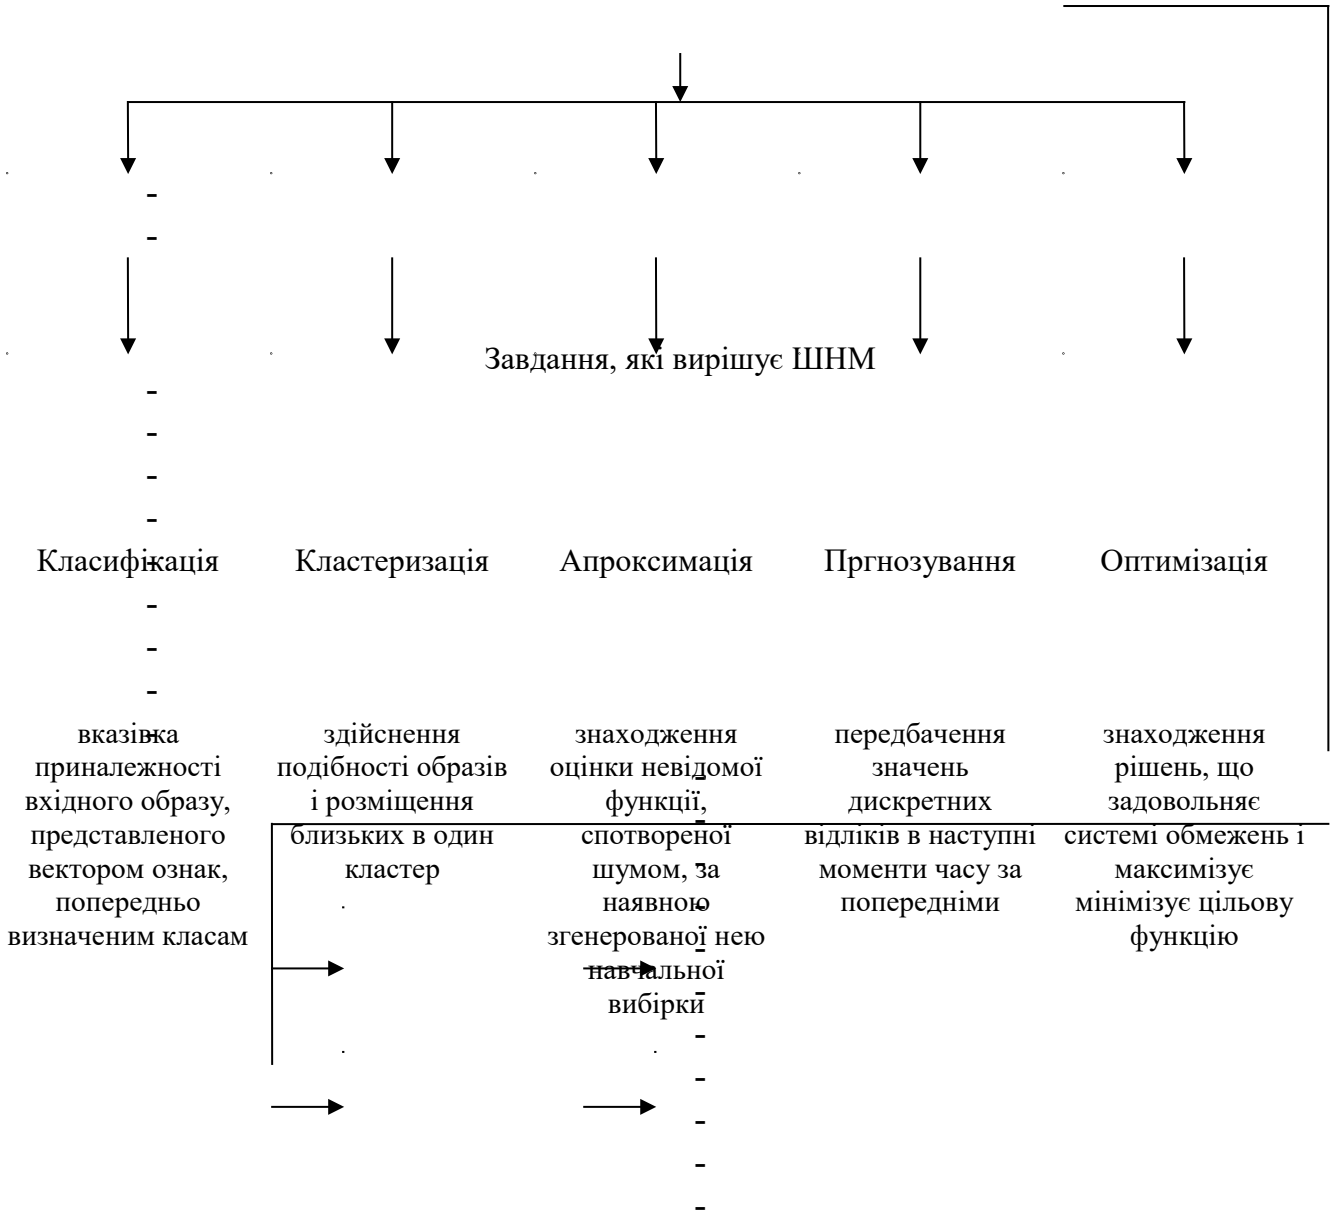 Завдання, які вирішує ШНМ
Класифікація
Кластеризація
Апроксимація
Пргнозування
Оптимізація
вказівка
приналежності
вхідного образу,
представленого
вектором ознак,
попередньо
визначеним класам
здійснення
подібності образів
і розміщення
близьких в один
кластер
знаходження
оцінки невідомої
функції,
спотвореної
шумом, за
наявною
згенерованої нею
навчальної
вибірки
передбачення
значень
дискретних
відліків в наступні
моменти часу за
попередніми
знаходження
рішень, що
задовольняє
системі обмежень і
максимізує
мінімізує цільову
функцію